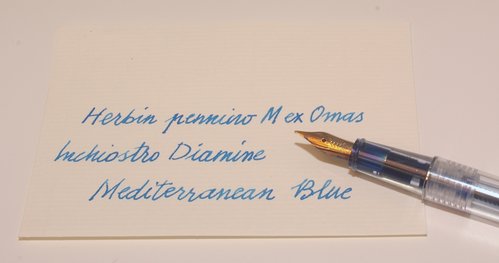 Herbin pennino M ex Omas
Inchiostro Diamine
Mediterranean Blue